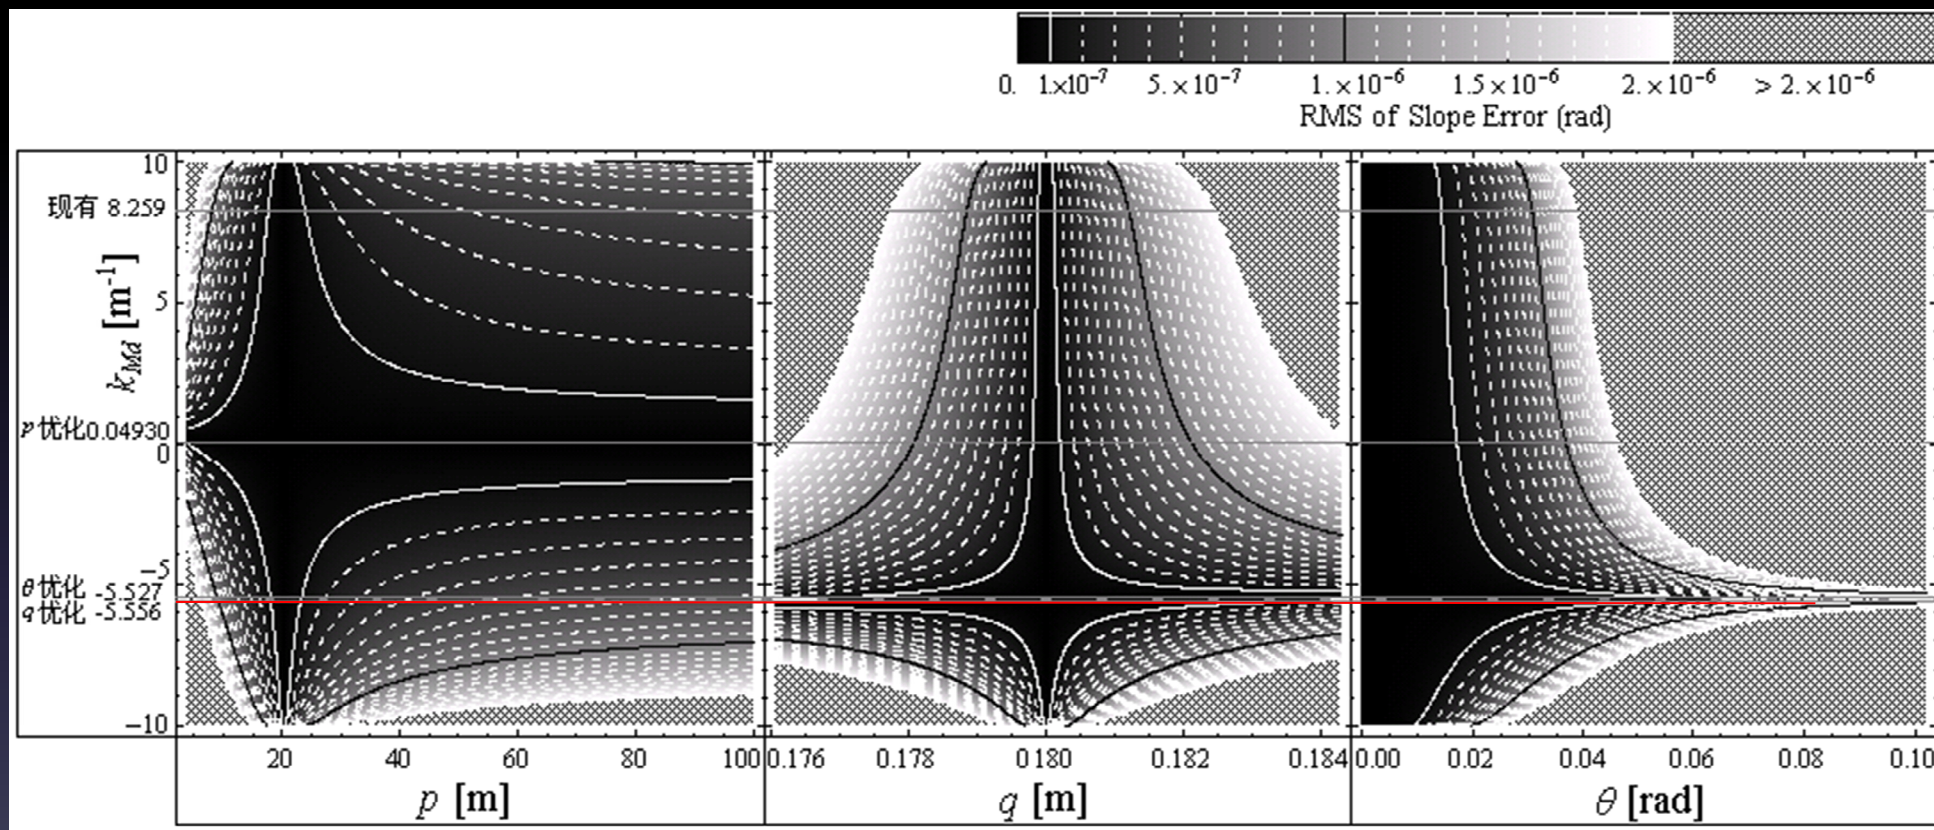 0. 1.x10⁻⁷ 5.×10⁻⁷ 1.×10⁻⁶ 1.5×10⁻⁶ 2.×10⁻⁶ > 2.×10⁻⁶
RMS of Slope Error (rad)
10
现有 8.259
k_Md [m⁻¹]
5
p优化0.04930
0
−5
θ优化 -5.527
q优化 -5.556
−10
20 40 60 80 100 0.176 0.178 0.180 0.182 0.184 0.00 0.02 0.04 0.06 0.08 0.10
p [m] q [m] θ [rad]